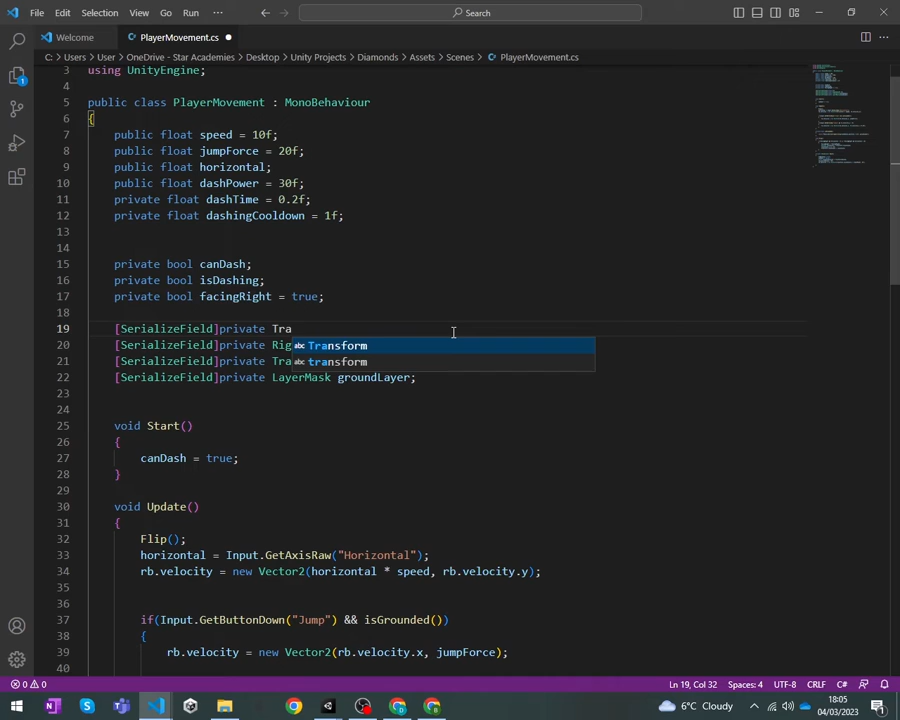 File Edit Selection View Go Run ··· Search
Welcome PlayerMovement.cs
C: > Users > User > OneDrive - Star Academies > Desktop > Unity Projects > Diamonds > Assets > Scenes > PlayerMovement.cs
3 using UnityEngine;
4
5 public class PlayerMovement : MonoBehaviour
6 {
7 public float speed = 10f;
8 public float jumpForce = 20f;
9 public float horizontal;
10 public float dashPower = 30f;
11 private float dashTime = 0.2f;
12 private float dashingCooldown = 1f;
13
14
15 private bool canDash;
16 private bool isDashing;
17 private bool facingRight = true;
18
19 [SerializeField]private Tra
20 [SerializeField]private Rig abc Transform
21 [SerializeField]private Tra abc transform
22 [SerializeField]private LayerMask groundLayer;
23
24
25 void Start()
26 {
27 canDash = true;
28 }
29
30 void Update()
31 {
32 Flip();
33 horizontal = Input.GetAxisRaw("Horizontal");
34 rb.velocity = new Vector2(horizontal * speed, rb.velocity.y);
35
36
37 if(Input.GetButtonDown("Jump") && isGrounded())
38 {
39 rb.velocity = new Vector2(rb.velocity.x, jumpForce);
40
1
0 0 Ln 19, Col 32 Spaces: 4 UTF-8 CRLF C#
6°C Cloudy 18:05
04/03/2023